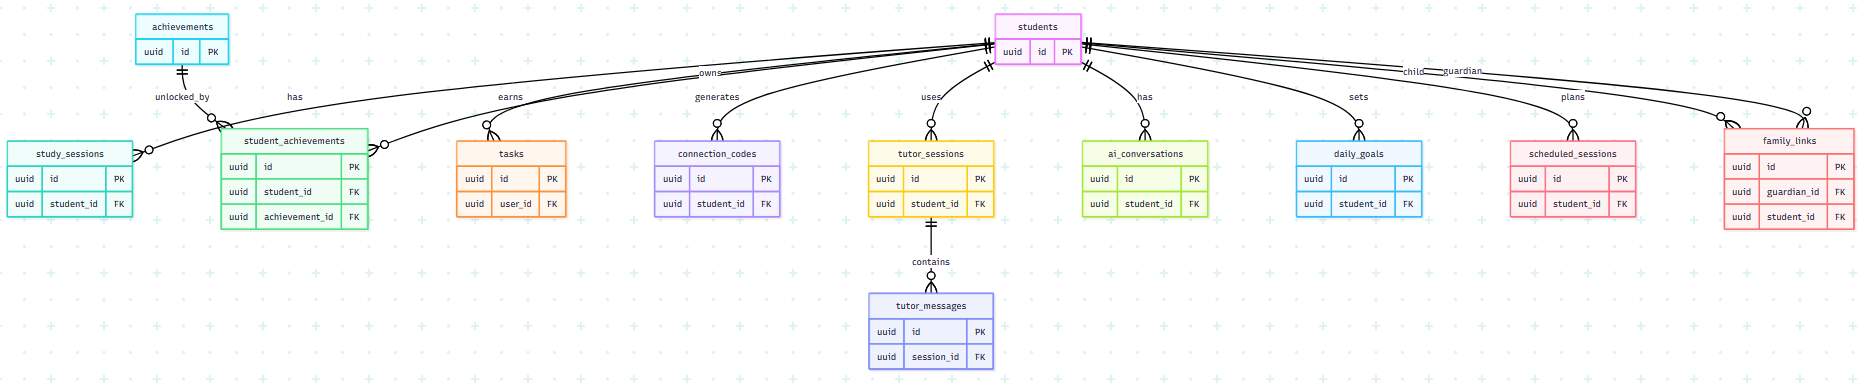 achievements
uuid id PK
students
uuid id PK
owns
child
guardian
unlocked_by
has
earns
generates
uses
has
sets
plans
study_sessions
uuid id PK
uuid student_id FK
student_achievements
uuid id PK
uuid student_id FK
uuid achievement_id FK
tasks
uuid id PK
uuid user_id FK
connection_codes
uuid id PK
uuid student_id FK
tutor_sessions
uuid id PK
uuid student_id FK
ai_conversations
uuid id PK
uuid student_id FK
daily_goals
uuid id PK
uuid student_id FK
scheduled_sessions
uuid id PK
uuid student_id FK
family_links
uuid id PK
uuid guardian_id FK
uuid student_id FK
contains
tutor_messages
uuid id PK
uuid session_id FK